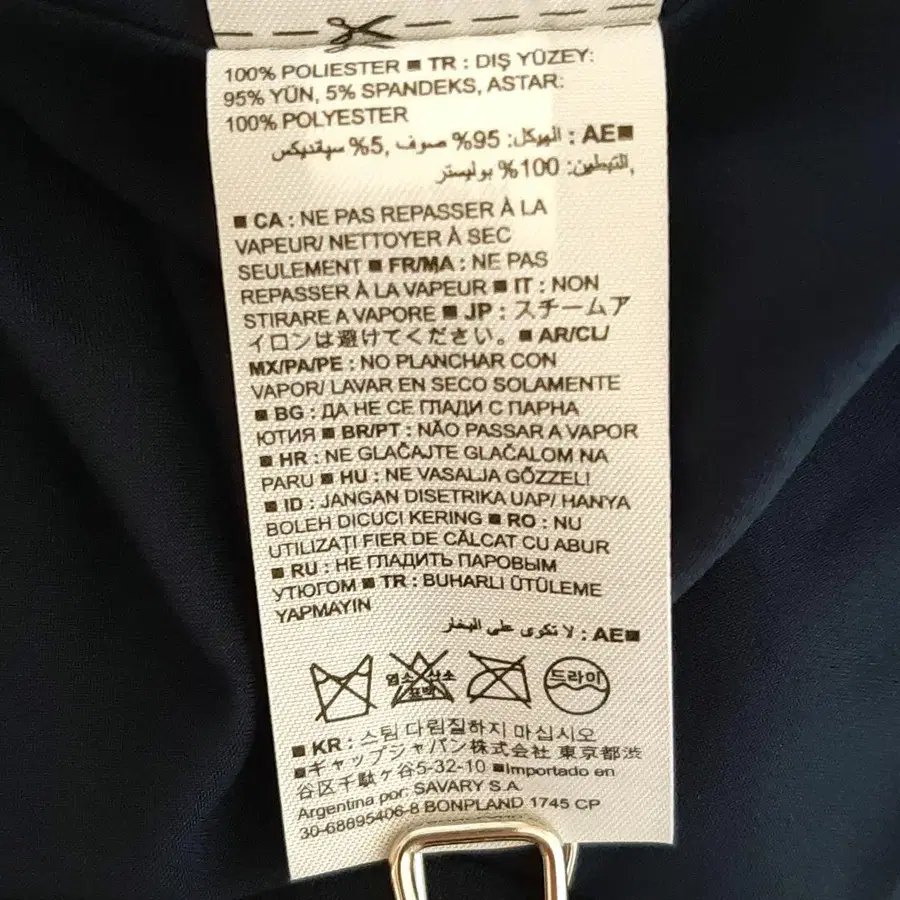 100% POLIESTER ■ TR : DIŞ YÜZEY:
95% YÜN, 5% SPANDEKS, ASTAR:
100% POLYESTER
■AE : الهيكل: 95% صوف ,5% سپانديكس
,التبطين: 100% بوليستر
■ CA : NE PAS REPASSER À LA
VAPEUR/ NETTOYER À SEC
SEULEMENT ■ FR/MA : NE PAS
REPASSER À LA VAPEUR ■ IT : NON
STIRARE A VAPORE ■ JP : スチームア
イロンは避けてください。■ AR/CL/
MX/PA/PE : NO PLANCHAR CON
VAPOR/ LAVAR EN SECO SOLAMENTE
■ BG : ДА НЕ СЕ ГЛАДИ С ПАРНА
ЮТИЯ ■ BR/PT : NÃO PASSAR A VAPOR
■ HR : NE GLAČAJTE GLAČALOM NA
PARU ■ HU : NE VASALJA GŐZZEL!
■ ID : JANGAN DISETRIKA UAP/ HANYA
BOLEH DICUCI KERING ■ RO : NU
UTILIZAȚI FIER DE CĂLCAT CU ABUR
■ RU : НЕ ГЛАДИТЬ ПАРОВЫМ
УТЮГОМ ■ TR : BUHARLI ÜTÜLEME
YAPMAYIN
■AE : لا تكوى على البخار
염소 산소
표백
드라이
■ KR : 스팀 다림질하지 마십시오
■ギャップジャパン株式会社 東京都渋
谷区千駄ヶ谷5-32-10 ■Importado en
Argentina por: SAVARY S.A.
30-68895406-8 BONPLAND 1745 CP